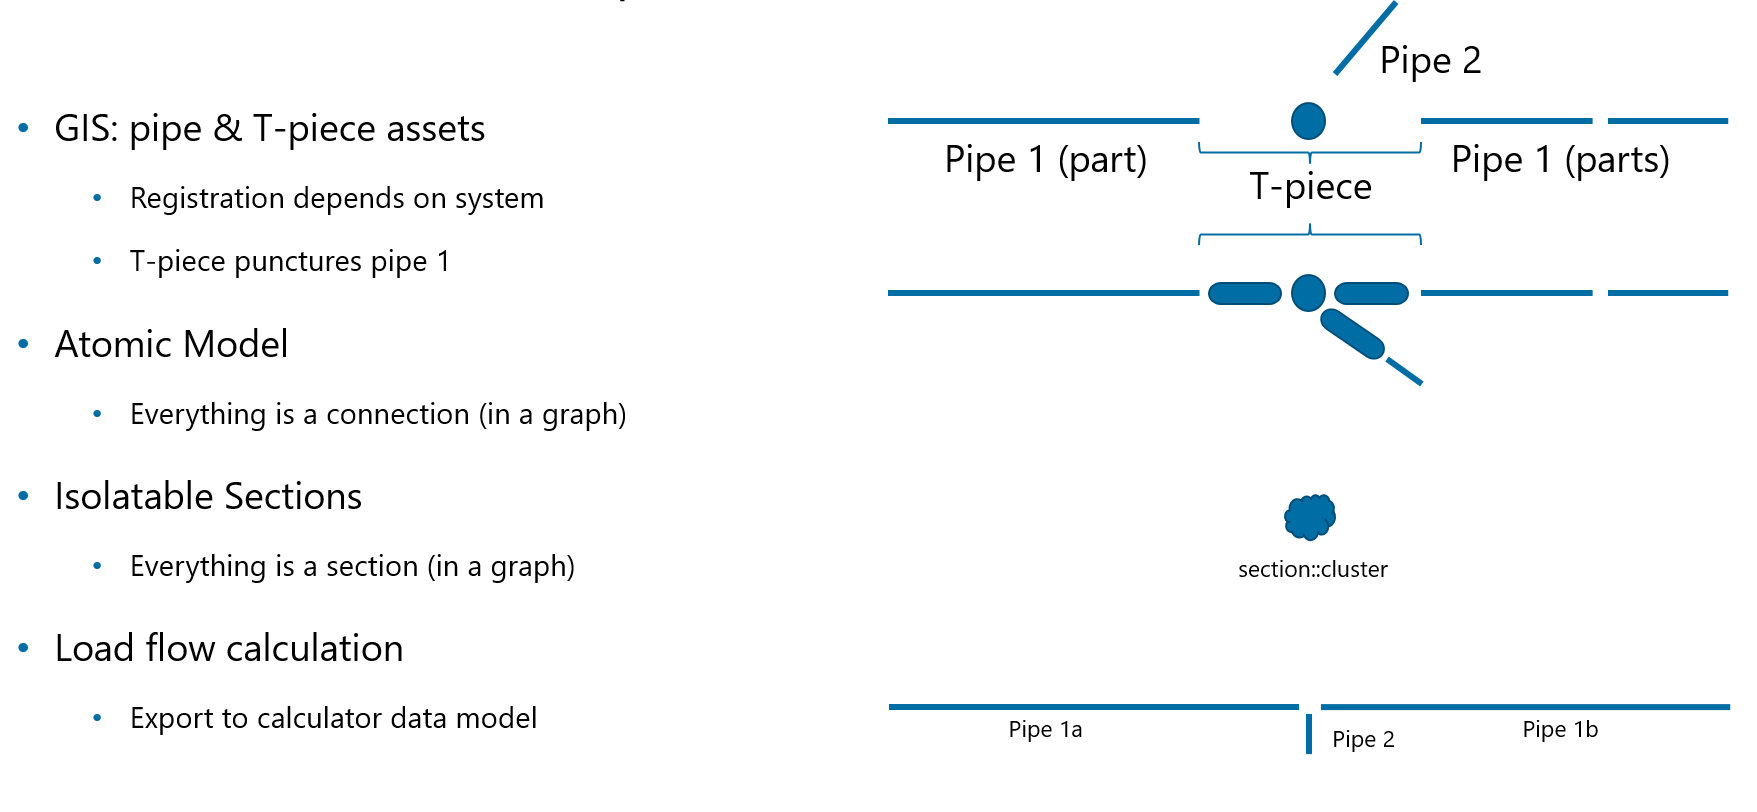 • GIS: pipe & T-piece assets
• Registration depends on system
• T-piece punctures pipe 1
• Atomic Model
• Everything is a connection (in a graph)
• Isolatable Sections
• Everything is a section (in a graph)
• Load flow calculation
• Export to calculator data model
Pipe 2
Pipe 1 (part)
Pipe 1 (parts)
T-piece
section::cluster
Pipe 1a
Pipe 2
Pipe 1b